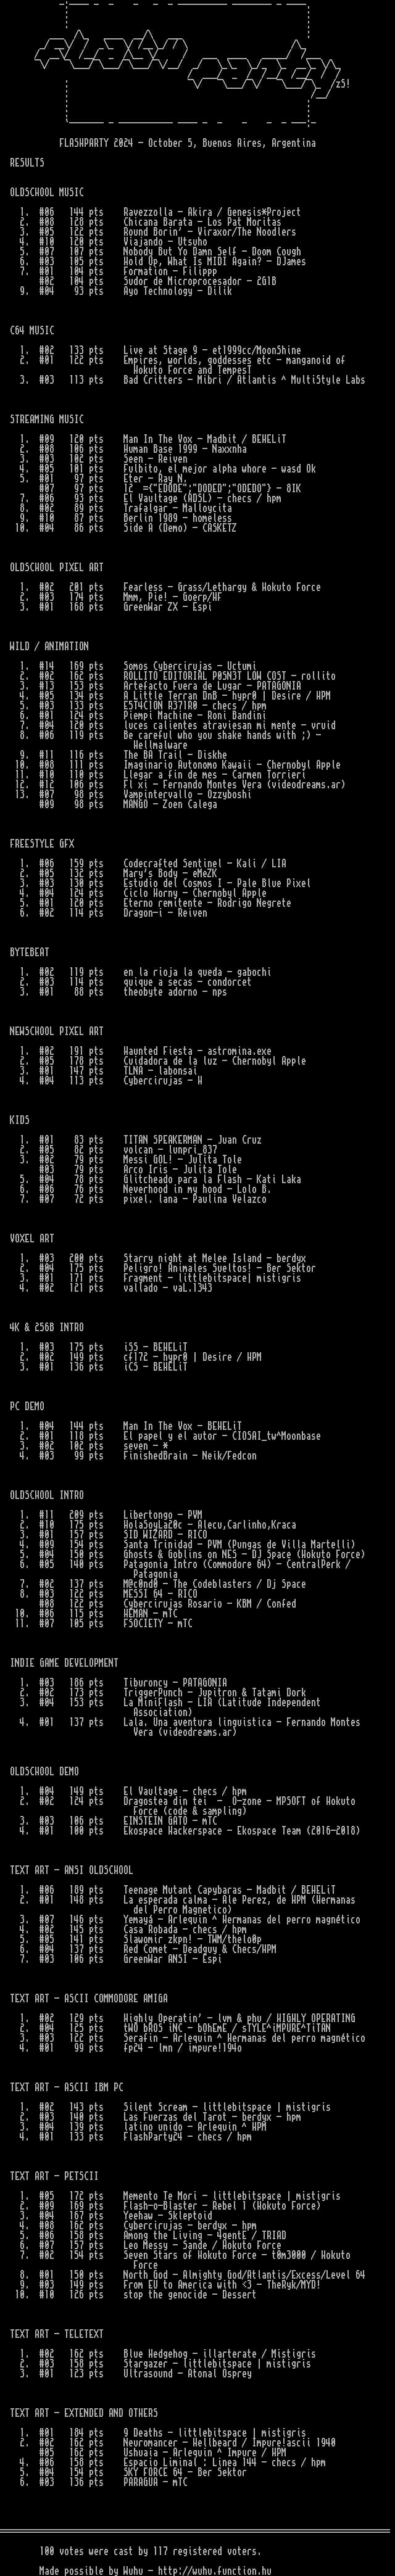 zS!
FLASHPARTY 2024 - October 5, Buenos Aires, Argentina
RESULTS
OLDSCHOOL MUSIC
1. #06 144 pts Ravezzolla - Akira / Genesis*Project
2. #08 128 pts Chicana Barata - Los Pat Moritas
3. #05 122 pts Round Borin' - Viraxor/The Noodlers
4. #10 120 pts Viajando - Utsuho
5. #07 107 pts Nobody But Yo Damn Self - Doom Cough
6. #03 105 pts Hold Up, What Is MIDI Again? - DJames
7. #01 104 pts Formation - Filippp
#02 104 pts Sudor de Microprocesador - 2G1B
9. #04 93 pts Ayo Technology - Dilik
C64 MUSIC
1. #02 133 pts Live at Stage 9 - et1999cc/MoonShine
2. #01 122 pts Empires, worlds, goddesses etc - manganoid of
Hokuto Force and TempesT
3. #03 113 pts Bad Critters - Mibri / Atlantis ^ MultiStyle Labs
STREAMING MUSIC
1. #09 120 pts Man In The Vox - Madbit / BEHELiT
2. #08 106 pts Human Base 1999 - Naxxnha
3. #03 102 pts Seen - Reiven
4. #05 101 pts Fulbito, el mejor alpha whore - wasd Ok
5. #01 97 pts Eter - Ray N.
#07 97 pts 12 ={"EDODE";"DODED";"ODEDO"} - 8IK
7. #06 93 pts El Vaultage (ADSL) - checs / hpm
8. #02 89 pts Trafalgar - Malloycita
9. #10 87 pts Berlin 1989 - homeless
10. #04 86 pts Side A (Demo) - CASKETZ
OLDSCHOOL PIXEL ART
1. #02 201 pts Fearless - Grass/Lethargy & Hokuto Force
2. #03 174 pts Mmm, Pie! - Goerp/HF
3. #01 168 pts GreenWar ZX - Espi
WILD / ANIMATION
1. #14 169 pts Somos Cybercirujas - Uctumi
2. #02 162 pts ROLLITO EDITORIAL P0SN3T LOW COST - rollito
3. #13 153 pts Artefacto Fuera de Lugar - PATAGONIA
4. #05 134 pts A Little Terran DnB - hypr0 | Desire / HPM
5. #03 133 pts E5T4CION A371R0 - checs / hpm
6. #01 124 pts Piempi Machine - Roni Bandini
7. #04 120 pts luces calientes atraviesan mi mente - vruid
8. #06 119 pts Be careful who you shake hands with ;) -
Hellmalware
9. #11 116 pts The BA Trail - Diskhe
10. #08 111 pts Imaginario Autonomo Kawaii - Chernobyl Apple
11. #10 110 pts Llegar a fin de mes - Carmen Torrieri
12. #12 106 pts Fl xi - Fernando Montes Vera (videodreams.ar)
13. #07 98 pts Vampintervallo - Ozzyboshi
#09 98 pts MANGO - Zoen Calega
FREESTYLE GFX
1. #06 159 pts Codecrafted Sentinel - Kali / LIA
2. #05 132 pts Mary's Body - eMeZK
3. #03 130 pts Estudio del Cosmos I - Pale Blue Pixel
4. #04 124 pts Ciclo Horny - Chernobyl Apple
5. #01 120 pts Eterno remitente - Rodrigo Negrete
6. #02 114 pts Dragon-i - Reiven
BYTEBEAT
1. #02 119 pts en la rioja la queda - gabochi
2. #03 114 pts quique a secas - condorcet
3. #01 88 pts theobyte adorno - nps
NEWSCHOOL PIXEL ART
1. #02 191 pts Haunted Fiesta - astromina.exe
2. #05 178 pts Cuidadora de la luz - Chernobyl Apple
3. #01 147 pts TLNA - labonsai
4. #04 113 pts Cybercirujas - W
KIDS
1. #01 83 pts TITAN SPEAKERMAN - Juan Cruz
2. #05 82 pts volcan - lunpri_837
3. #02 79 pts Messi GOL! - Julita Tole
#03 79 pts Arco Iris - Julita Tole
5. #04 78 pts Glitcheado para la Flash - Kati Laka
6. #06 76 pts Neverhood in my hood - Lolo B.
7. #07 72 pts pixel. lana - Paulina Velazco
VOXEL ART
1. #03 200 pts Starry night at Melee Island - berdyx
2. #04 175 pts Peligro! Animales Sueltos! - Ber Sektor
3. #01 171 pts Fragment - littlebitspace| mistigris
4. #02 121 pts vallado - val.1343
4K & 256B INTRO
1. #03 175 pts iSS - BEHELiT
2. #02 149 pts cf172 - hypr0 | Desire / HPM
3. #01 136 pts iCS - BEHELiT
PC DEMO
1. #04 144 pts Man In The Vox - BEHELiT
2. #01 118 pts El papel y el autor - CIOSAI_tw^Moonbase
3. #02 102 pts seven - *
4. #03 99 pts FinishedBrain - Neik/Fedcon
OLDSCHOOL INTRO
1. #11 209 pts Libertongo - PVM
2. #10 175 pts HolaSoyLa20c - Alecu,Carlinho,Kraca
3. #01 157 pts SID WIZARD - RICO
4. #09 154 pts Santa Trinidad - PVM (Pungas de Villa Martelli)
5. #04 150 pts Ghosts & Goblins on NES - DJ Space (Hokuto Force)
6. #05 140 pts Patagonia Intro (Commodore 64) - CentralPerk /
Patagonia
7. #02 137 pts M@c0nd0 - The Codeblasters / Dj Space
8. #03 122 pts MESSI 64 - RICO
#08 122 pts Cybercirujas Rosario - KBM / Confed
10. #06 115 pts HEMAN - mTC
11. #07 105 pts FSOCIETY - mTC
INDIE GAME DEVELOPMENT
1. #03 186 pts Tiburoncy - PATAGONIA
2. #02 173 pts TriggerPunch - Jupitron & Tatami Dork
3. #04 153 pts La MiniFlash - LIA (Latitude Independent
Association)
4. #01 137 pts Lala. Una aventura linguistica - Fernando Montes
Vera (videodreams.ar)
OLDSCHOOL DEMO
1. #04 149 pts El Vaultage - checs / hpm
2. #02 124 pts Dragostea din tei - O-zone - MPSOFT of Hokuto
Force (code & sampling)
3. #03 106 pts EINSTEIN GATO - mTC
4. #01 100 pts Ekospace Hackerspace - Ekospace Team (2016-2018)
TEXT ART - ANSI OLDSCHOOL
1. #06 189 pts Teenage Mutant Capybaras - Madbit / BEHELiT
2. #01 148 pts La esperada calma - Ale Perez, de HPM (Hermanas
del Perro Magnetico)
3. #07 146 pts Yemayá - Arlequin ^ Hermanas del perro magnético
4. #02 145 pts Casa Robada - checs / hpm
5. #05 141 pts Slawomir zkpn! - TWM/thelo0p
6. #04 137 pts Red Comet - Deadguy & Checs/HPM
7. #03 106 pts GreenWar ANSI - Espi
TEXT ART - ASCII COMMODORE AMIGA
1. #02 129 pts Highly Operatin' - lvm & phu / HIGHLY OPERATING
2. #04 125 pts tWO bROS iNC - bOhEmE / sTYLE^iMPURE^TiTAN
3. #03 122 pts Serafin - Arlequin ^ Hermanas del perro magnético
4. #01 99 pts fp24 - lmn / impure!194o
TEXT ART - ASCII IBM PC
1. #02 143 pts Silent Scream - littlebitspace | mistigris
2. #03 140 pts Las Fuerzas del Tarot - berdyx - hpm
3. #04 139 pts latino unido - Arlequin ^ HPM
4. #01 133 pts FlashParty24 - checs / hpm
TEXT ART - PETSCII
1. #05 172 pts Memento Te Mori - littlebitspace | mistigris
2. #09 169 pts Flash-o-Blaster - Rebel 1 (Hokuto Force)
3. #04 167 pts Yeehaw - Skleptoid
4. #08 162 pts Cybercirujas - berdyx - hpm
5. #06 158 pts Among the Living - 4gentE / TRIAD
6. #07 157 pts Leo Messy - Sande / Hokuto Force
7. #02 154 pts Seven Stars of Hokuto Force - t0m3000 / Hokuto
Force
8. #01 150 pts North God - Almighty God/Atlantis/Excess/Level 64
9. #03 149 pts From EU to America with <3 - TheRyk/MYD!
10. #10 126 pts stop the genocide - Dessert
TEXT ART - TELETEXT
1. #02 162 pts Blue Hedgehog - illarterate / Mistigris
2. #03 158 pts Stargazer - littlebitspace | mistigris
3. #01 123 pts Ultrasound - Atonal Osprey
TEXT ART - EXTENDED AND OTHERS
1. #01 184 pts 9 Deaths - littlebitspace | mistigris
2. #02 162 pts Neuromancer - Hellbeard / Impure!ascii 1940
#05 162 pts Ushuaia - Arlequin ^ Impure / HPM
4. #06 158 pts Espacio Liminal : Linea 144 - checs / hpm
5. #04 154 pts SKY FORCE 64 - Ber Sektor
6. #03 136 pts PARAGUA - mTC
100 votes were cast by 117 registered voters.
Made possible by Wuhu - http://wuhu.function.hu